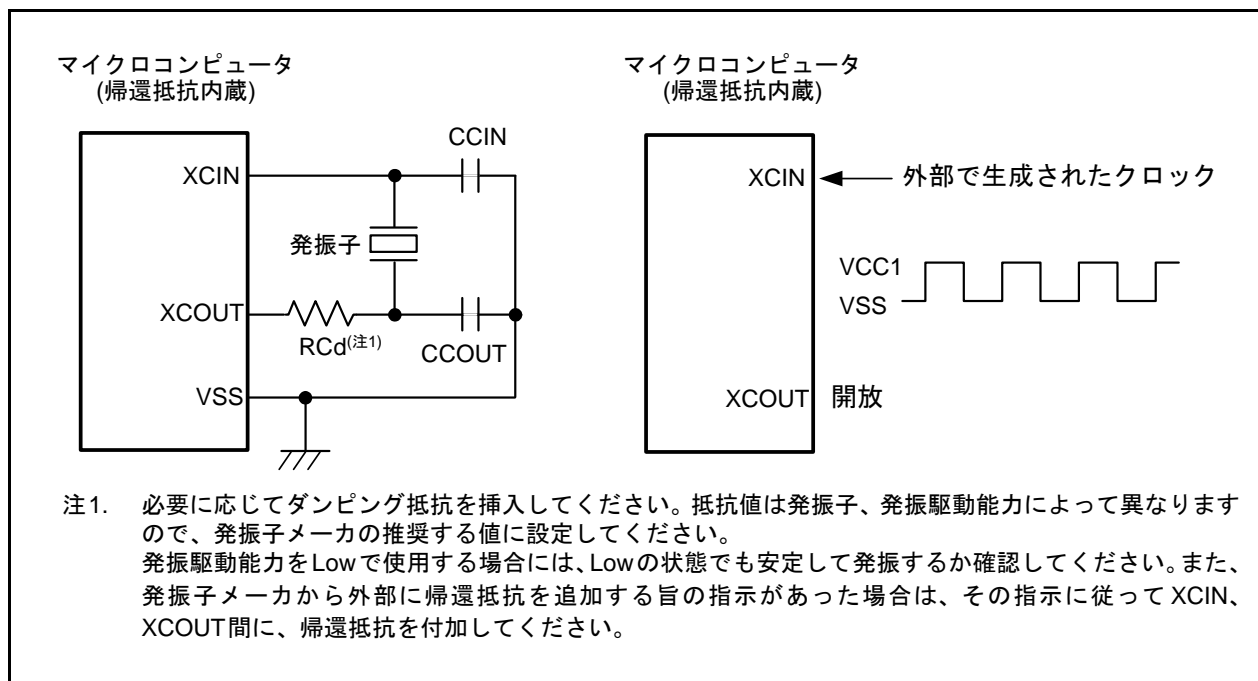 マイクロコンピュータ
(帰還抵抗内蔵)
CCIN
XCIN
発振子
XCOUT
RCd(注1)
CCOUT
VSS
マイクロコンピュータ
(帰還抵抗内蔵)
XCIN
外部で生成されたクロック
VCC1
VSS
XCOUT
開放
注1. 必要に応じてダンピング抵抗を挿入してください。抵抗値は発振子、発振駆動能力によって異なります
ので、発振子メーカの推奨する値に設定してください。
発振駆動能力をLowで使用する場合には、Lowの状態でも安定して発振するか確認してください。また、
発振子メーカから外部に帰還抵抗を追加する旨の指示があった場合は、その指示に従ってXCIN、
XCOUT間に、帰還抵抗を付加してください。